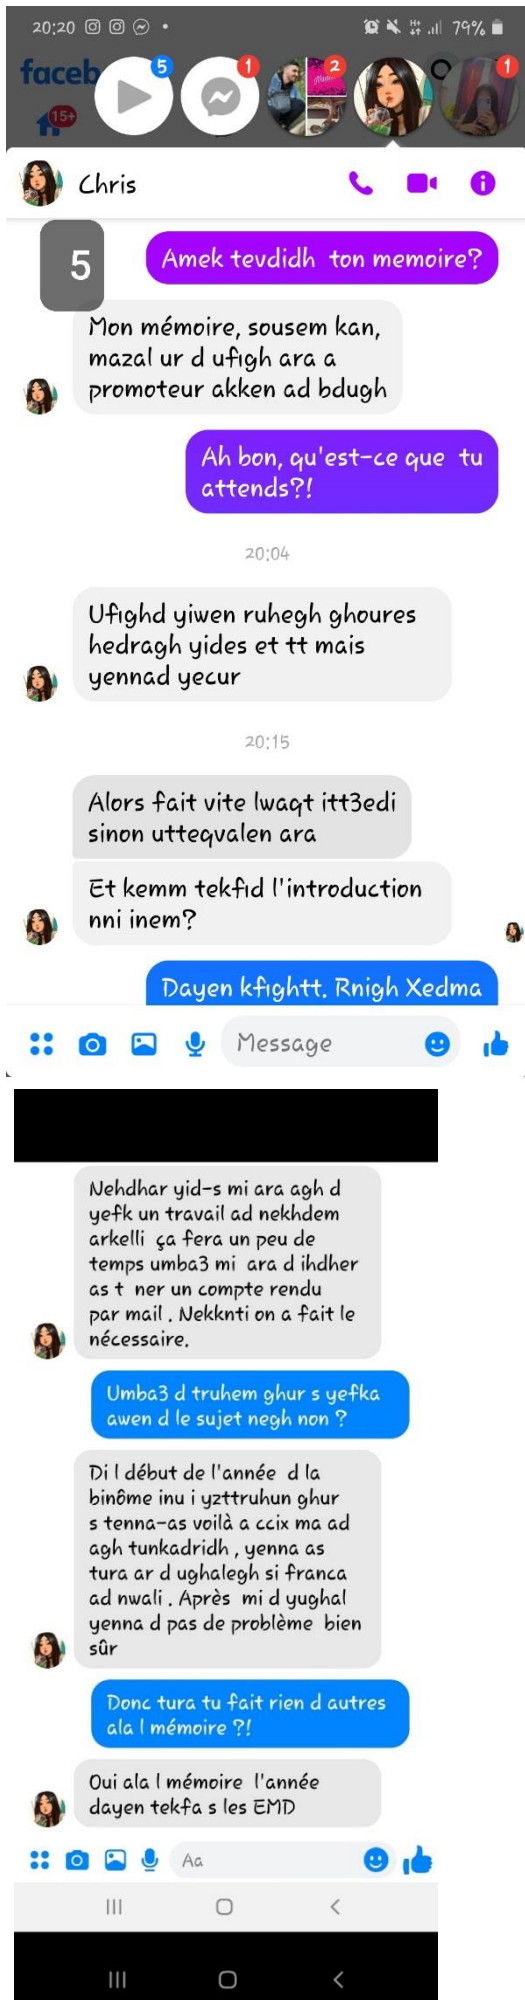 20:20
79%
faceb
5
1
2
1
15+
Chris
5
Amek tevdidh ton memoire?
Mon mémoire, sousem kan,
mazal ur d ufigh ara a
promoteur akken ad bdugh
Ah bon, qu'est-ce que tu
attends?!
20:04
Ufighd yiwen ruhegh ghoures
hedragh yides et tt mais
yennad yecur
20:15
Alors fait vite lwaqt itt3edi
sinon utteqvalen ara
Et kemm tekfid l'introduction
nni inem?
Dayen kfightt. Rnigh Xedma
Message
Nehdhar yid-s mi ara agh d
yefk un travail ad nekhdem
arkelli ça fera un peu de
temps umba3 mi ara d ihdher
as t ner un compte rendu
par mail . Nekknti on a fait le
nécessaire.
Umba3 d truhem ghur s yefka
awen d le sujet negh non ?
Di l début de l'année d la
binôme inu i yzttruhun ghur
s tenna-as voilà a ccix ma ad
agh tunkadridh , yenna as
tura ar d ughalegh si franca
ad nwali . Après mi d yughal
yenna d pas de problème bien
sûr
Donc tura tu fait rien d autres
ala l mémoire ?!
Oui ala l mémoire l'année
dayen tekfa s les EMD
Aa